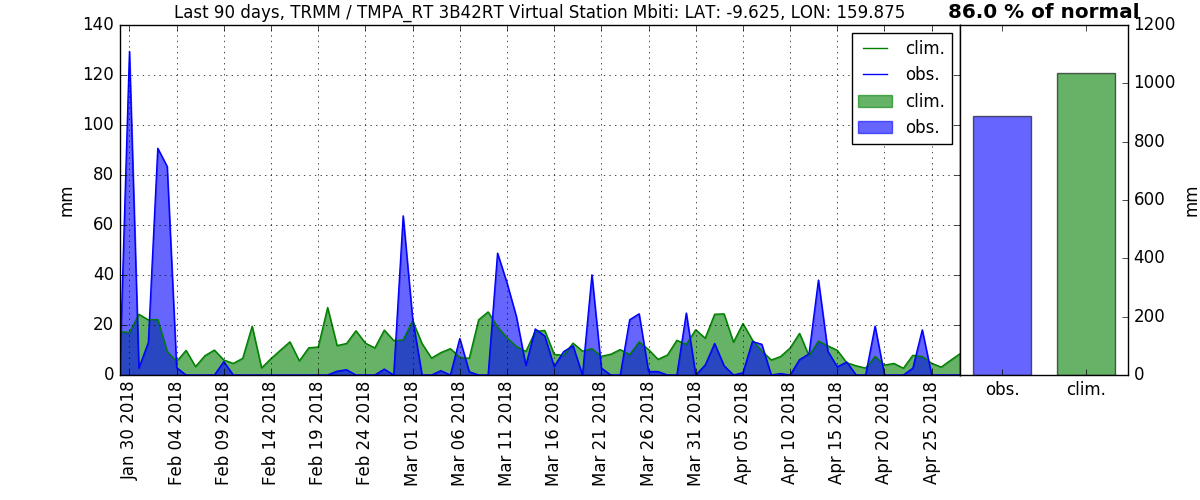 Last 90 days, TRMM / TMPA_RT 3B42RT Virtual Station Mbiti: LAT: -9.625, LON: 159.875
86.0 % of normal
140
120
100
80
60
40
20
0
mm
clim.
obs.
clim.
obs.
1200
1000
800
600
400
200
0
mm
obs.
clim.
Jan 30 2018
Feb 04 2018
Feb 09 2018
Feb 14 2018
Feb 19 2018
Feb 24 2018
Mar 01 2018
Mar 06 2018
Mar 11 2018
Mar 16 2018
Mar 21 2018
Mar 26 2018
Mar 31 2018
Apr 05 2018
Apr 10 2018
Apr 15 2018
Apr 20 2018
Apr 25 2018